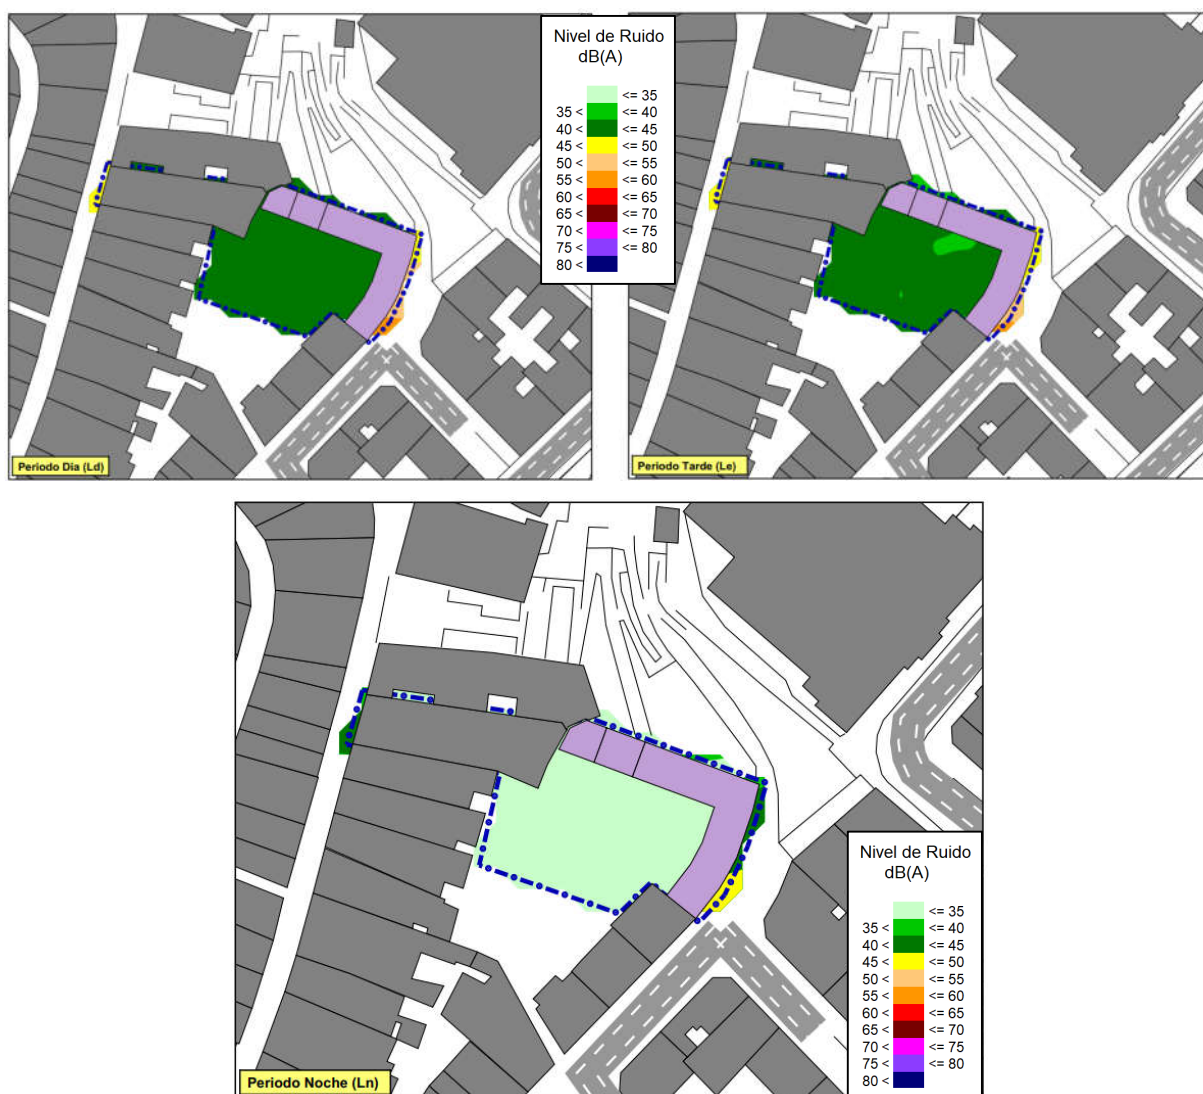 Nivel de Ruido
dB(A)
<= 35
35 < <= 40
40 < <= 45
45 < <= 50
50 < <= 55
55 < <= 60
60 < <= 65
65 < <= 70
70 < <= 75
75 < <= 80
80 <
Periodo Día (Ld)
Periodo Tarde (Le)
Nivel de Ruido
dB(A)
<= 35
35 < <= 40
40 < <= 45
45 < <= 50
50 < <= 55
55 < <= 60
60 < <= 65
65 < <= 70
70 < <= 75
75 < <= 80
80 <
Periodo Noche (Ln)